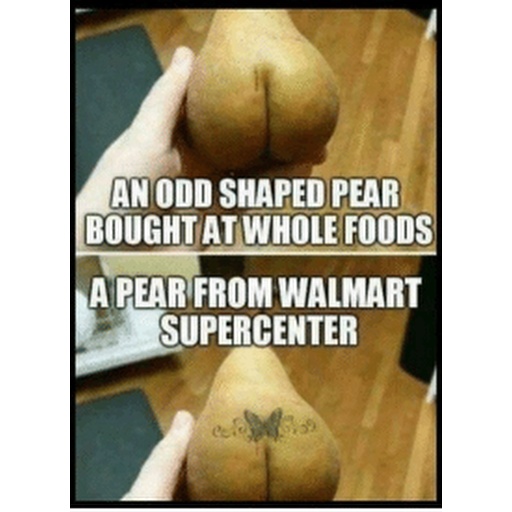 AN ODD SHAPED PEAR
BOUGHT AT WHOLE FOODS
A PEAR FROM WALMART
SUPERCENTER